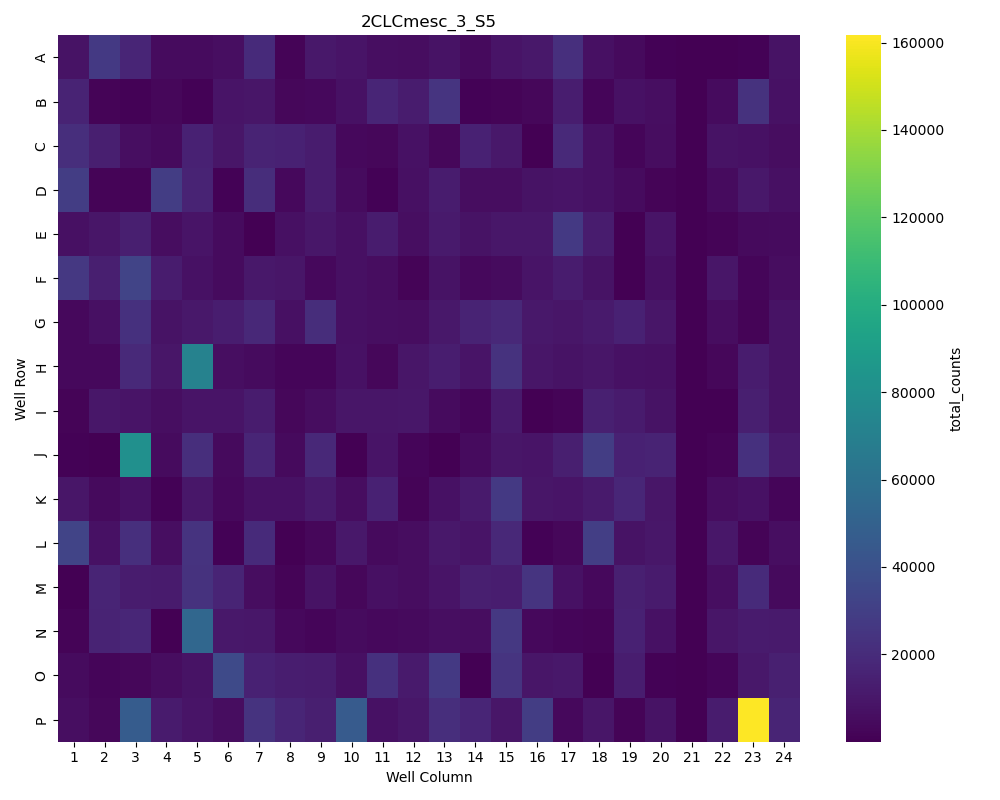 2CLCmesc_3_S5
Well Row
A
B
C
D
E
F
G
H
I
J
K
L
M
N
O
P
1 2 3 4 5 6 7 8 9 10 11 12 13 14 15 16 17 18 19 20 21 22 23 24
Well Column
160000
140000
120000
100000
80000
60000
40000
20000
total_counts